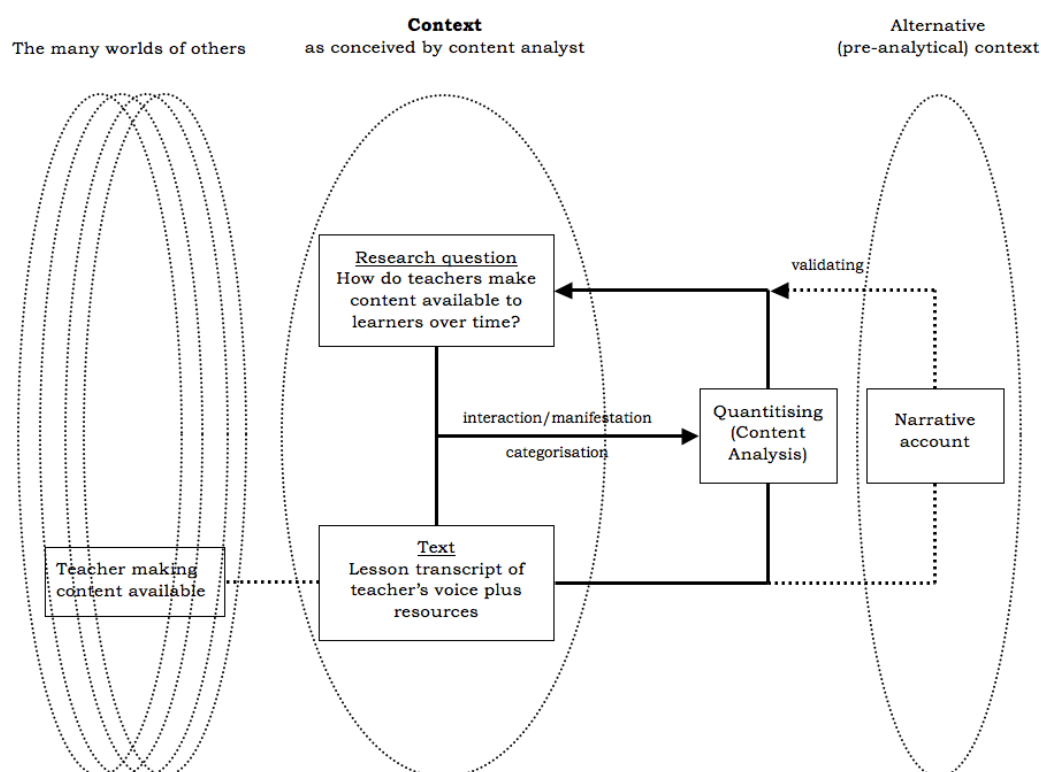 The many worlds of others
Context
as conceived by content analyst
Alternative
(pre-analytical) context
Research question
How do teachers make
content available to
learners over time?
validating
interaction/manifestation
categorisation
Quantitising
(Content
Analysis)
Narrative
account
Teacher making
content available
Text
Lesson transcript of
teacher's voice plus
resources